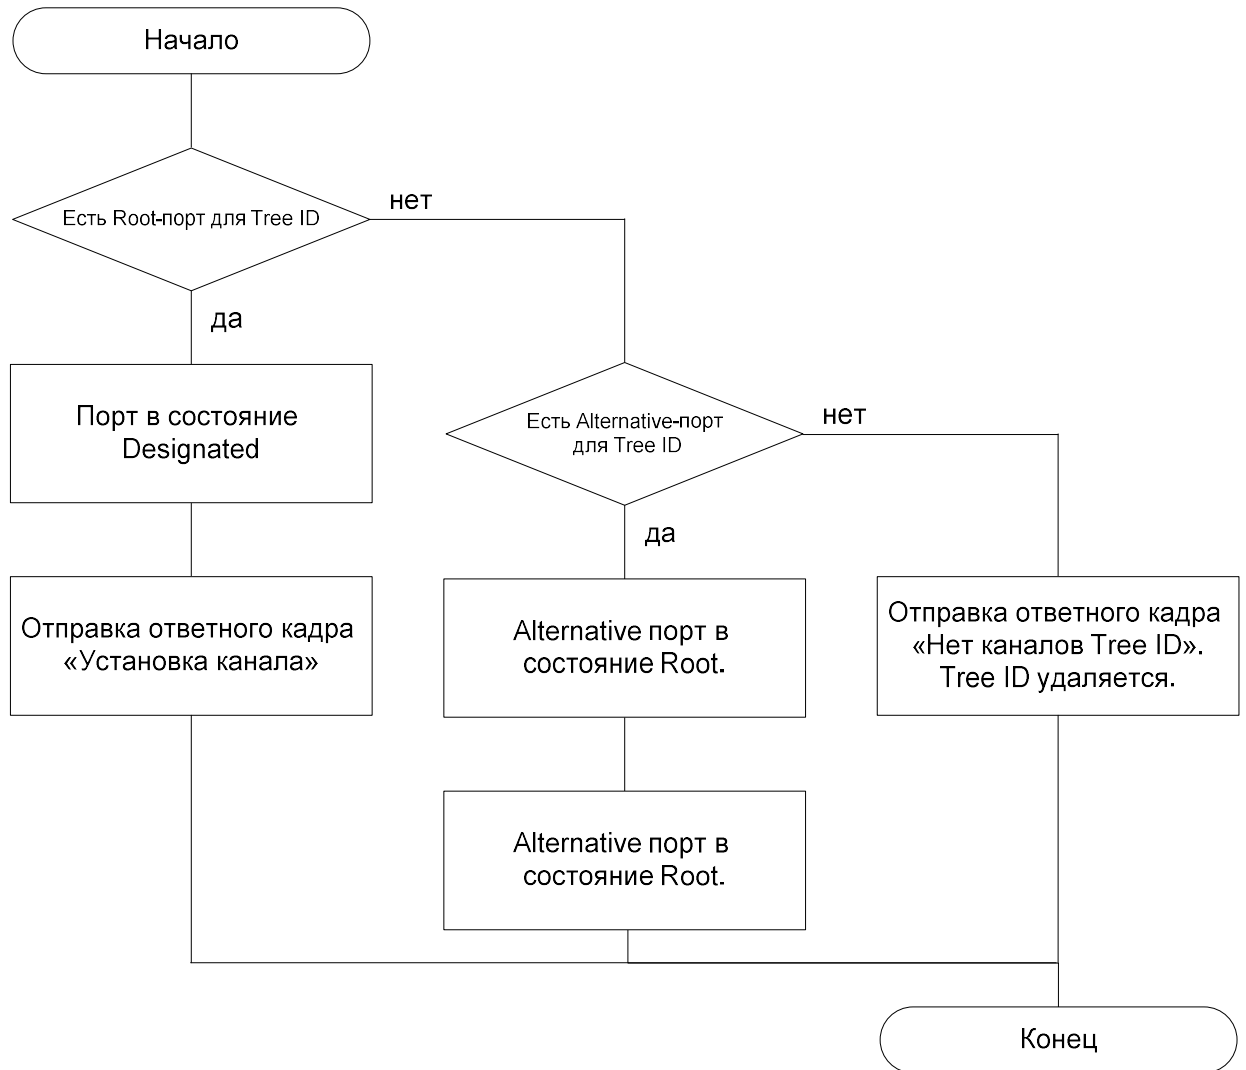 Начало
Есть Root-порт для Tree ID
нет
да
Порт в состояние
Designated
Есть Alternative-порт
для Tree ID
нет
да
Отправка ответного кадра
«Установка канала»
Alternative порт в
состояние Root.
Отправка ответного кадра
«Нет каналов Tree ID».
Tree ID удаляется.
Alternative порт в
состояние Root.
Конец